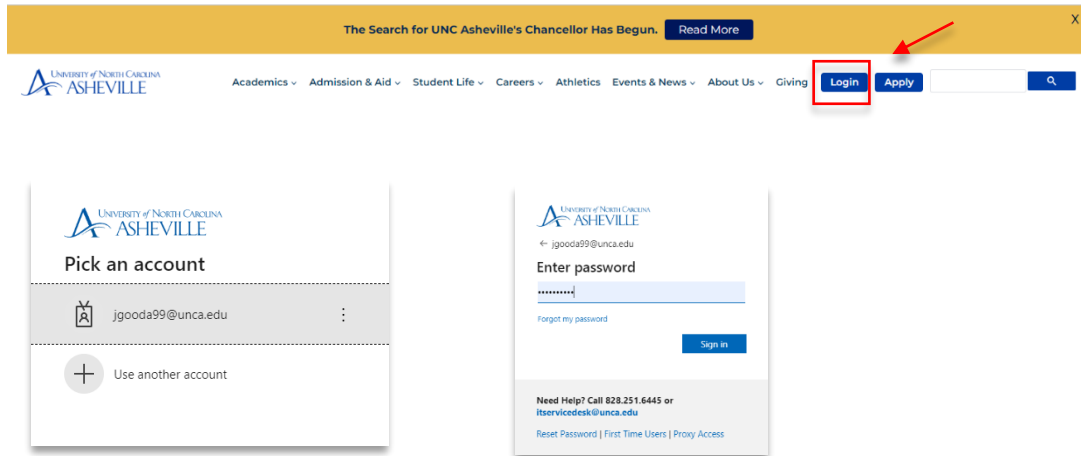 The Search for UNC Asheville's Chancellor Has Begun. Read More X
UNIVERSITY of NORTH CAROLINA
ASHEVILLE
Academics Admission & Aid Student Life Careers Athletics Events & News About Us Giving Login Apply
UNIVERSITY of NORTH CAROLINA
ASHEVILLE
Pick an account
jgooda99@unca.edu
Use another account
UNIVERSITY of NORTH CAROLINA
ASHEVILLE
← jgooda99@unca.edu
Enter password
••••••••••
Forgot my password
Sign in
Need Help? Call 828.251.6445 or
itservicedesk@unca.edu
Reset Password | First Time Users | Proxy Access